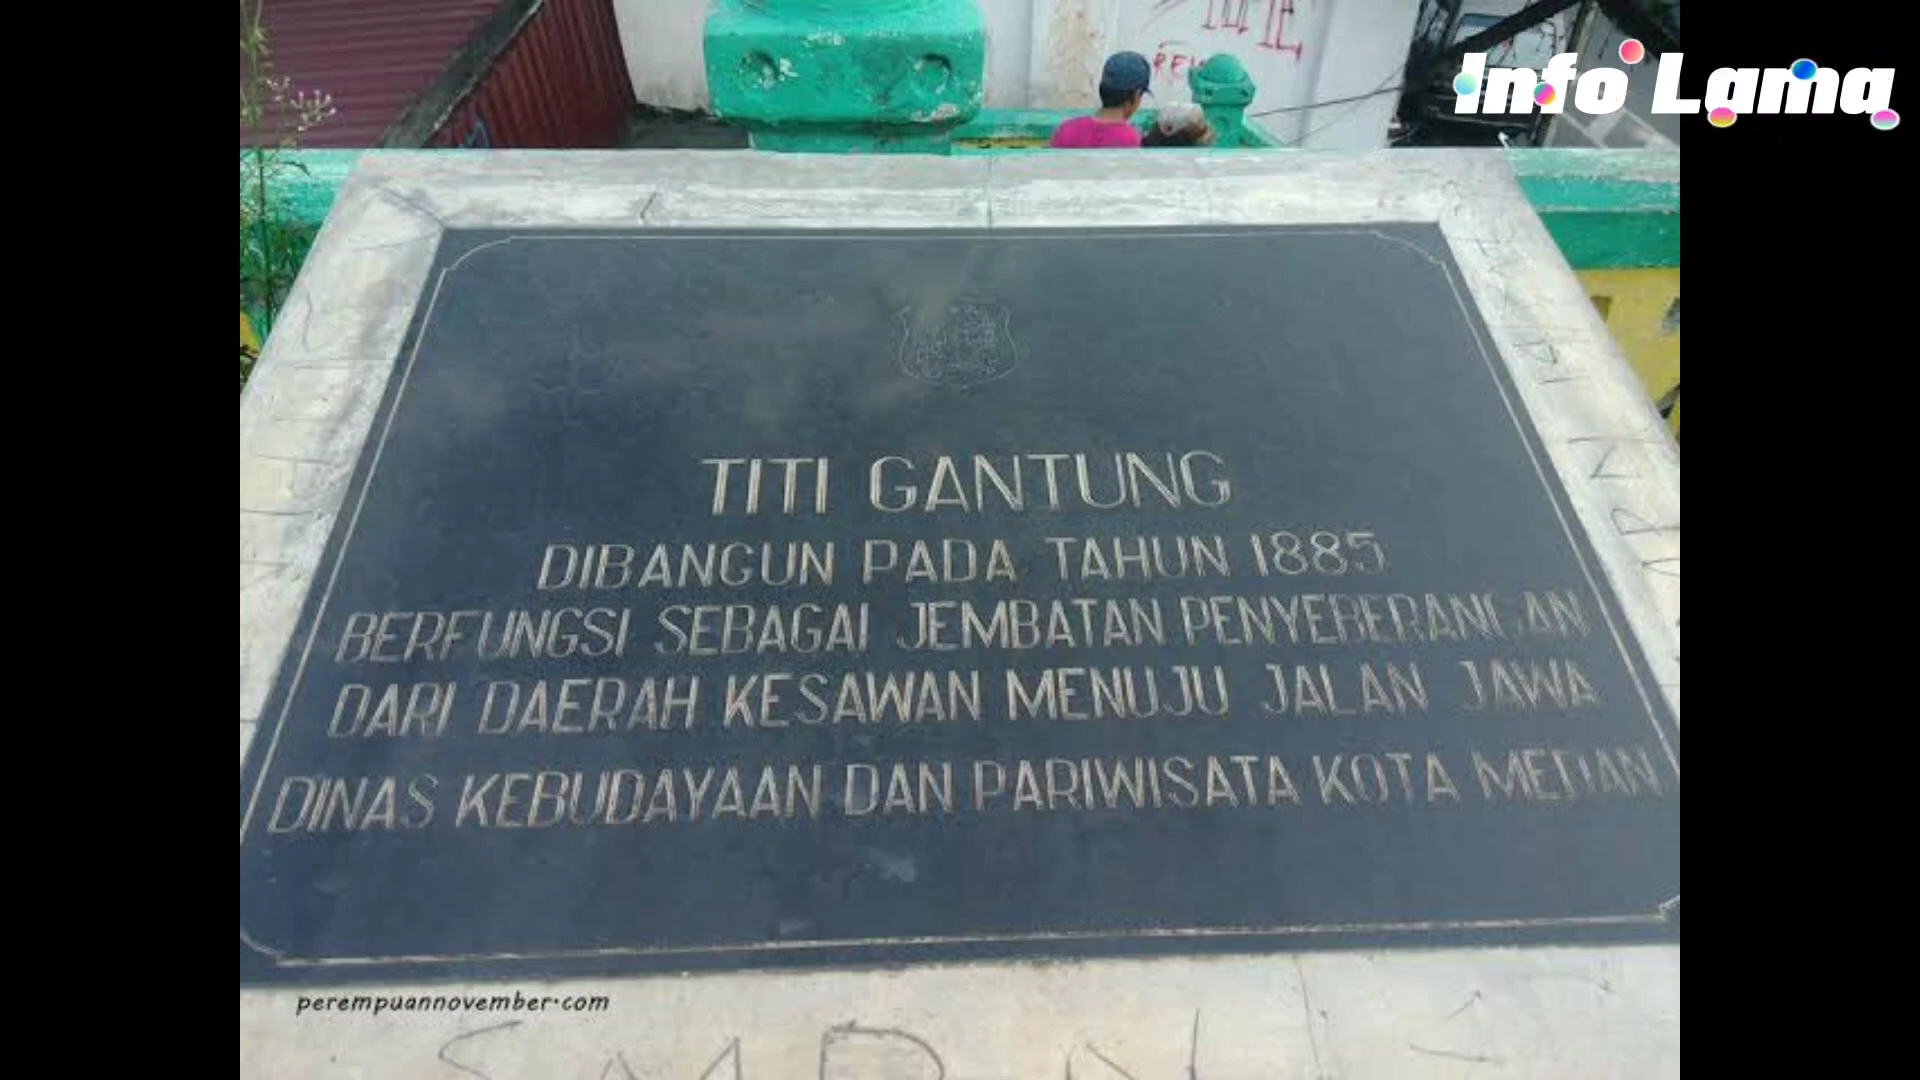 Info Lama
TITI GANTUNG
DIBANGUN PADA TAHUN 1885
BERFUNGSI SEBAGAI JEMBATAN PENYEBERANGAN
DARI DAERAH KESAWAN MENUJU JALAN JAWA
DINAS KEBUDAYAAN DAN PARIWISATA KOTA MEDAN
perempuannovember.com